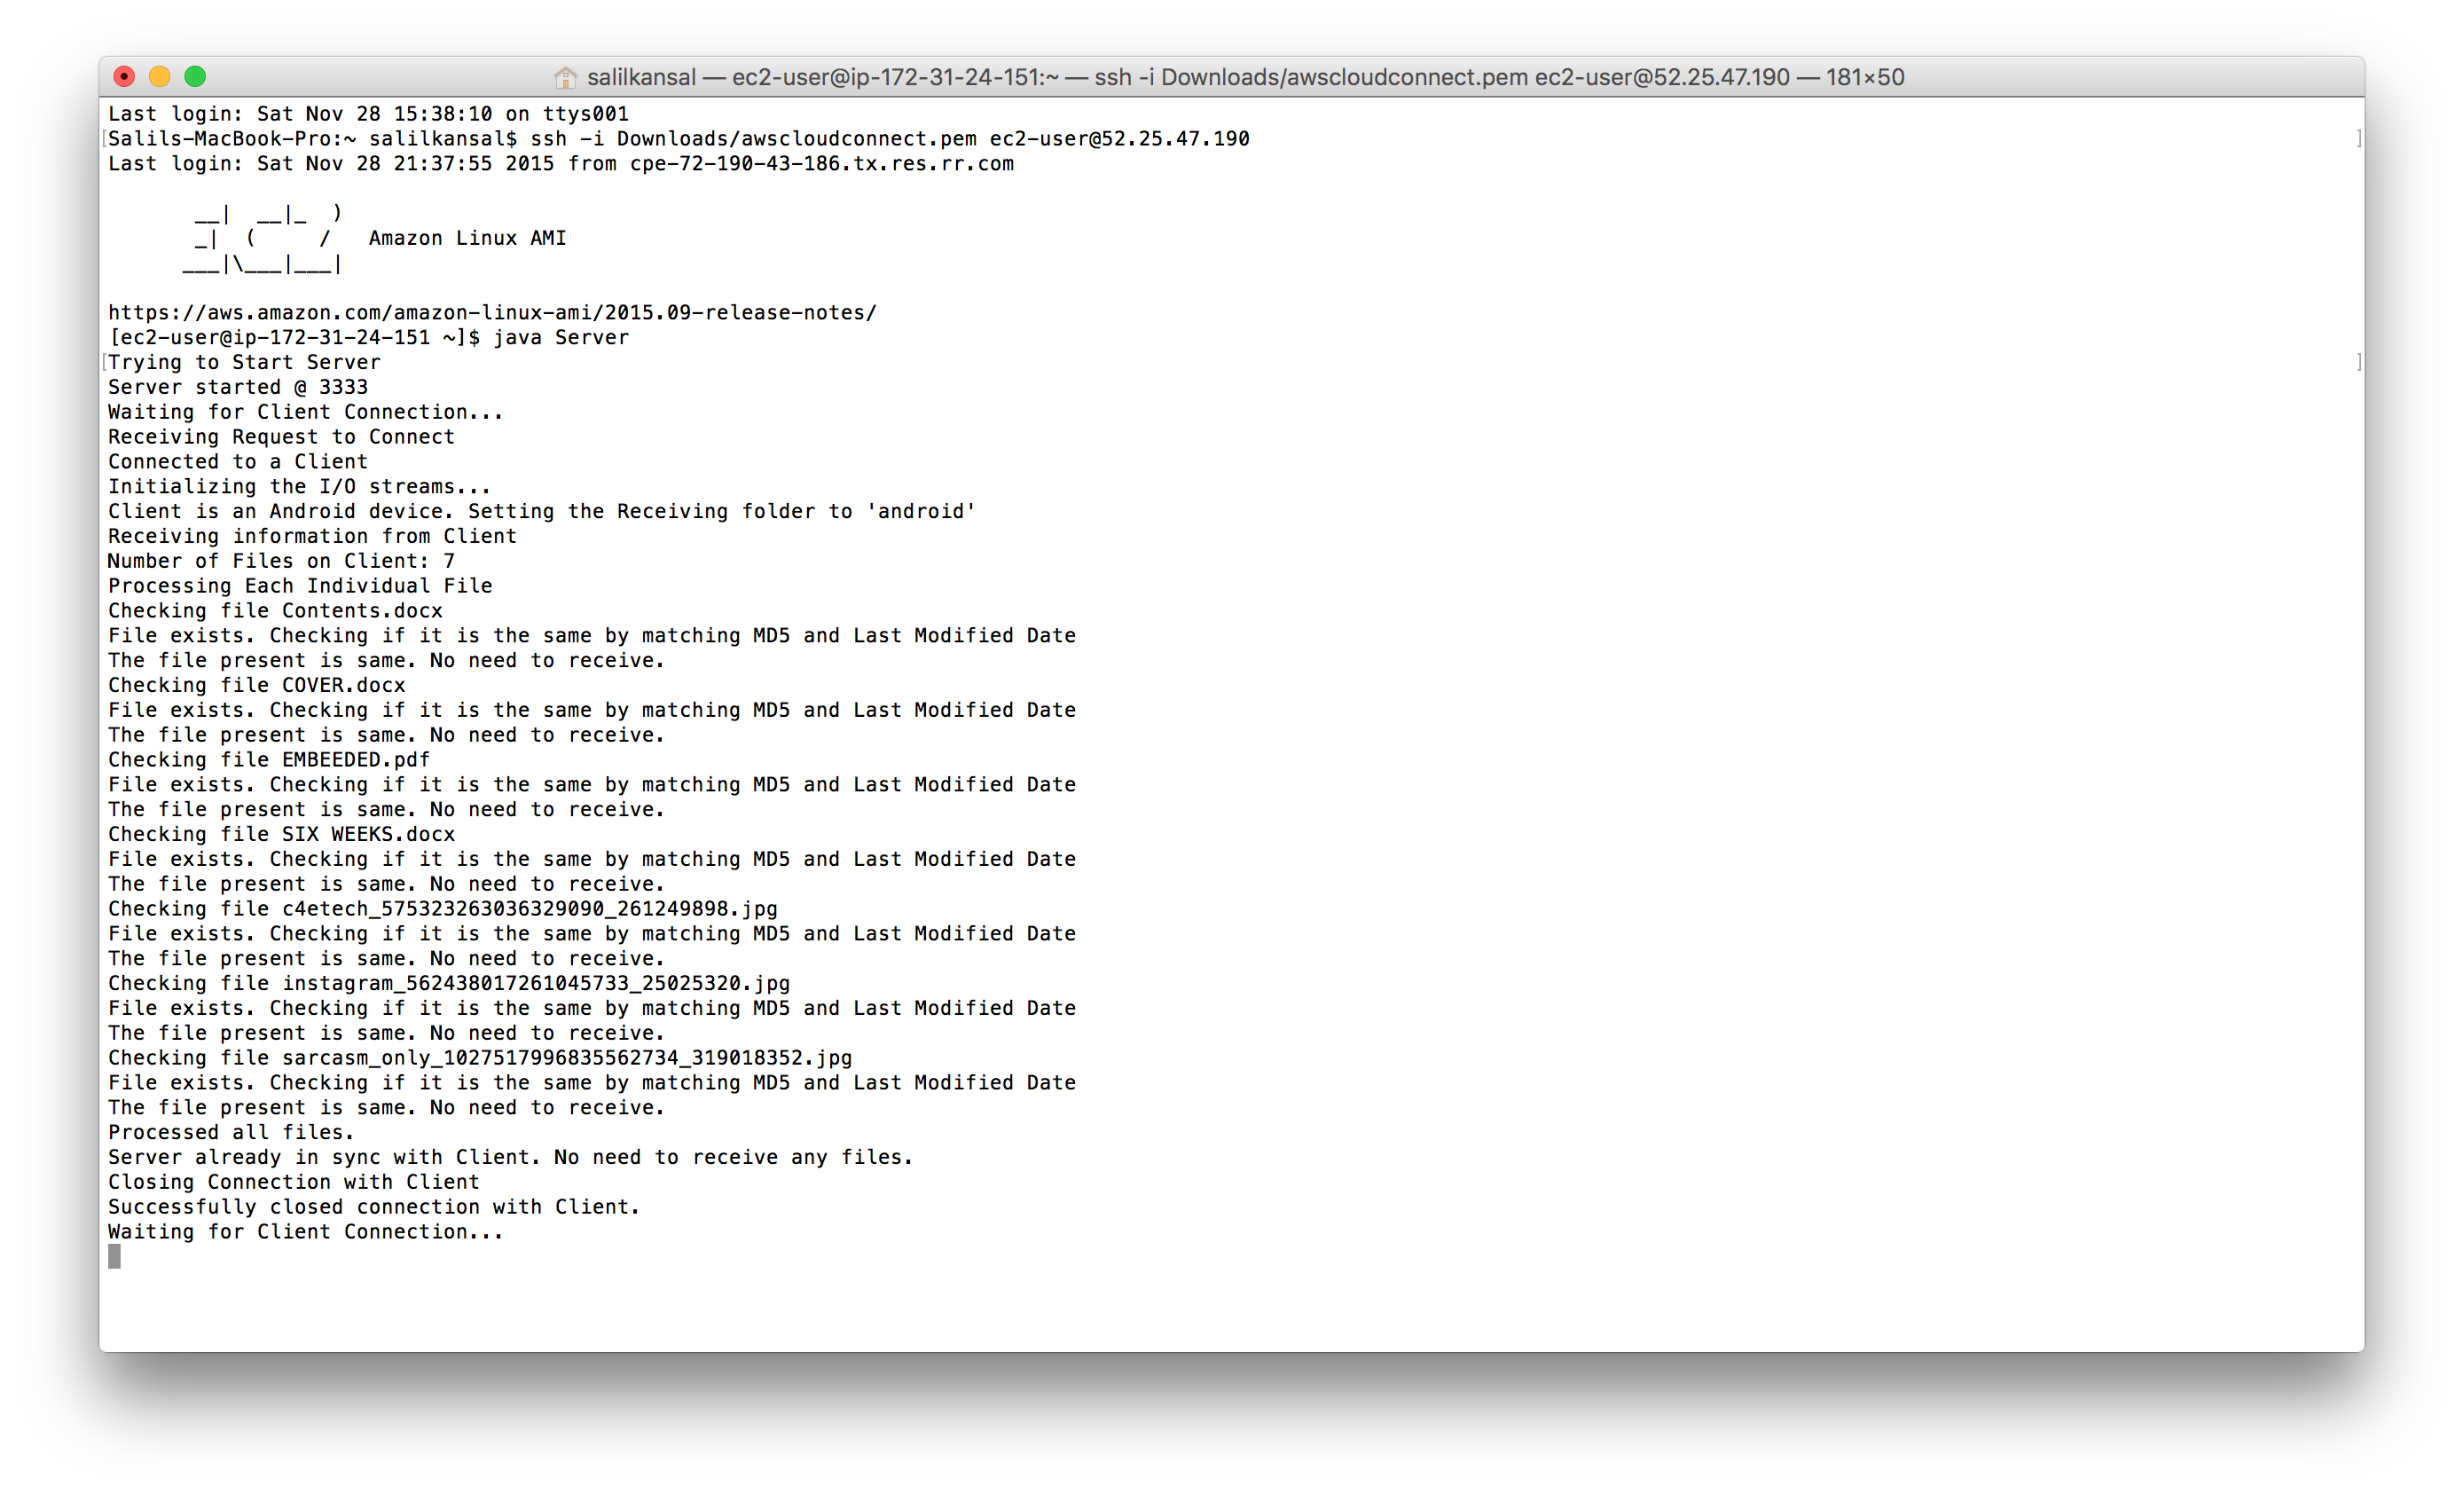 salilkansal — ec2-user@ip-172-31-24-151:~ — ssh -i Downloads/awscloudconnect.pem ec2-user@52.25.47.190 — 181×50
Last login: Sat Nov 28 15:38:10 on ttys001
[Salils-MacBook-Pro:~ salilkansal$ ssh -i Downloads/awscloudconnect.pem ec2-user@52.25.47.190 ]
Last login: Sat Nov 28 21:37:55 2015 from cpe-72-190-43-186.tx.res.rr.com
       __|  __|_  )
       _|  (     /   Amazon Linux AMI
      ___|\___|___|
https://aws.amazon.com/amazon-linux-ami/2015.09-release-notes/
[ec2-user@ip-172-31-24-151 ~]$ java Server
[Trying to Start Server ]
Server started @ 3333
Waiting for Client Connection...
Receiving Request to Connect
Connected to a Client
Initializing the I/O streams...
Client is an Android device. Setting the Receiving folder to 'android'
Receiving information from Client
Number of Files on Client: 7
Processing Each Individual File
Checking file Contents.docx
File exists. Checking if it is the same by matching MD5 and Last Modified Date
The file present is same. No need to receive.
Checking file COVER.docx
File exists. Checking if it is the same by matching MD5 and Last Modified Date
The file present is same. No need to receive.
Checking file EMBEEDED.pdf
File exists. Checking if it is the same by matching MD5 and Last Modified Date
The file present is same. No need to receive.
Checking file SIX WEEKS.docx
File exists. Checking if it is the same by matching MD5 and Last Modified Date
The file present is same. No need to receive.
Checking file c4etech_575323263036329090_261249898.jpg
File exists. Checking if it is the same by matching MD5 and Last Modified Date
The file present is same. No need to receive.
Checking file instagram_562438017261045733_25025320.jpg
File exists. Checking if it is the same by matching MD5 and Last Modified Date
The file present is same. No need to receive.
Checking file sarcasm_only_1027517996835562734_319018352.jpg
File exists. Checking if it is the same by matching MD5 and Last Modified Date
The file present is same. No need to receive.
Processed all files.
Server already in sync with Client. No need to receive any files.
Closing Connection with Client
Successfully closed connection with Client.
Waiting for Client Connection...